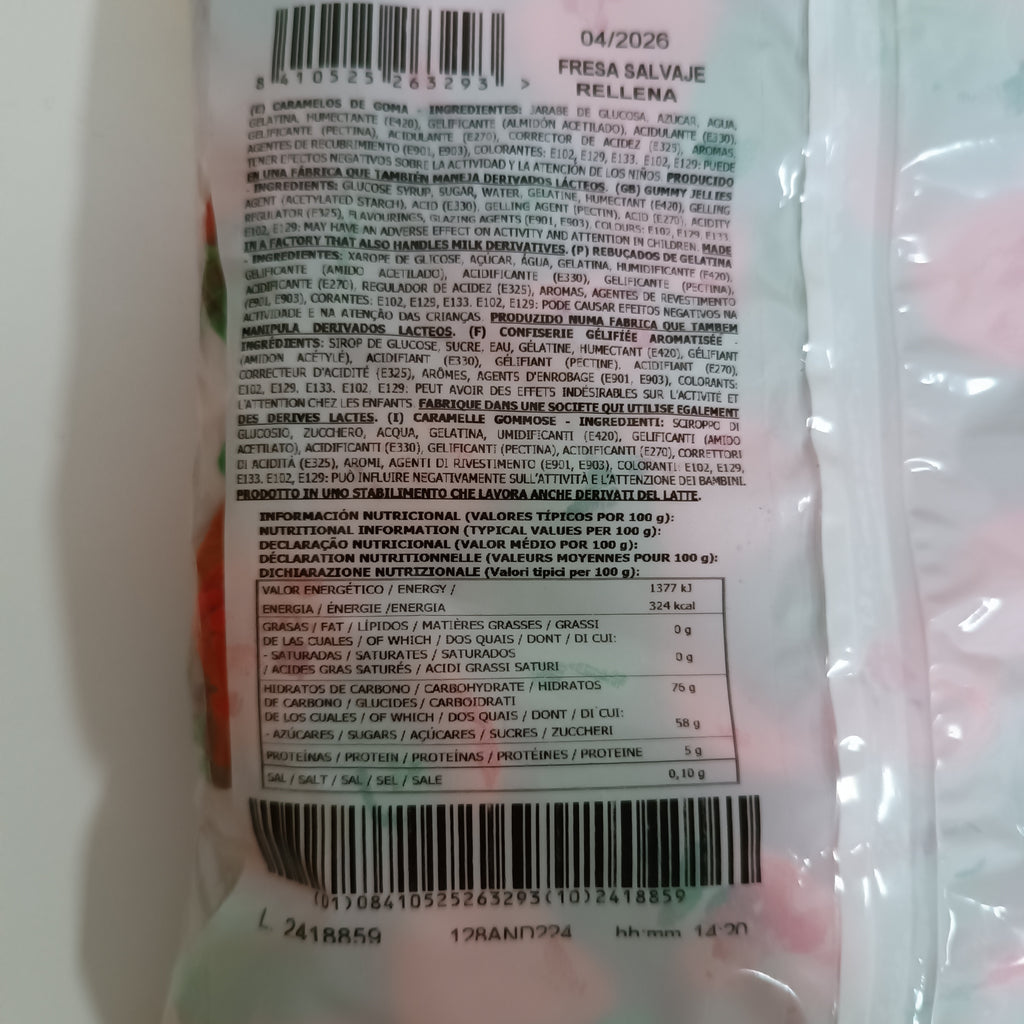 04/2026
8 410525 263293 >
FRESA SALVAJE
RELLENA
(E) CARAMELOS DE GOMA - INGREDIENTES: JARABE DE GLUCOSA, AZUCAR, AGUA,
GELATINA, HUMECTANTE (E420), GELIFICANTE (ALMIDÓN ACETILADO), ACIDULANTE (E330),
GELIFICANTE (PECTINA), ACIDULANTE (E270), CORRECTOR DE ACIDEZ (E325), AROMAS,
AGENTES DE RECUBRIMIENTO (E901, E903), COLORANTES: E102, E129, E133. E102, E129: PUEDE
TENER EFECTOS NEGATIVOS SOBRE LA ACTIVIDAD Y LA ATENCIÓN DE LOS NIÑOS. PRODUCIDO
EN UNA FÁBRICA QUE TAMBIÉN MANEJA DERIVADOS LÁCTEOS. (GB) GUMMY JELLIES
- INGREDIENTS: GLUCOSE SYRUP, SUGAR, WATER, GELATINE, HUMECTANT (E420), GELLING
AGENT (ACETYLATED STARCH), ACID (E330), GELLING AGENT (PECTIN), ACID (E270), ACIDITY
REGULATOR (E325), FLAVOURINGS, GLAZING AGENTS (E901, E903), COLOURS: E102, E129, E133.
E102, E129: MAY HAVE AN ADVERSE EFFECT ON ACTIVITY AND ATTENTION IN CHILDREN. MADE
IN A FACTORY THAT ALSO HANDLES MILK DERIVATIVES. (P) REBUÇADOS DE GELATINA
- INGREDIENTES: XAROPE DE GLICOSE, AÇÚCAR, ÁGUA, GELATINA, HUMIDIFICANTE (E420),
GELIFICANTE (AMIDO ACETILADO), ACIDIFICANTE (E330), GELIFICANTE (PECTINA),
ACIDIFICANTE (E270), REGULADOR DE ACIDEZ (E325), AROMAS, AGENTES DE REVESTIMENTO
(E901, E903), CORANTES: E102, E129, E133. E102, E129: PODE CAUSAR EFEITOS NEGATIVOS NA
ACTIVIDADE E NA ATENÇÃO DAS CRIANÇAS. PRODUZIDO NUMA FABRICA QUE TAMBEM
MANIPULA DERIVADOS LACTEOS. (F) CONFISERIE GÉLIFIÉE AROMATISÉE -
INGRÉDIENTS: SIROP DE GLUCOSE, SUCRE, EAU, GÉLATINE, HUMECTANT (E420), GÉLIFIANT
(AMIDON ACÉTYLÉ), ACIDIFIANT (E330), GÉLIFIANT (PECTINE), ACIDIFIANT (E270),
CORRECTEUR D'ACIDITÉ (E325), ARÔMES, AGENTS D'ENROBAGE (E901, E903), COLORANTS:
E102, E129, E133. E102, E129: PEUT AVOIR DES EFFETS INDÉSIRABLES SUR L'ACTIVITÉ ET
L'ATTENTION CHEZ LES ENFANTS. FABRIQUE DANS UNE SOCIETE QUI UTILISE EGALEMENT
DES DERIVES LACTES. (I) CARAMELLE GOMMOSE - INGREDIENTI: SCIROPPO DI
GLUCOSIO, ZUCCHERO, ACQUA, GELATINA, UMIDIFICANTI (E420), GELIFICANTI (AMIDO
ACETILATO), ACIDIFICANTI (E330), GELIFICANTI (PECTINA), ACIDIFICANTI (E270), CORRETTORI
DI ACIDITÀ (E325), AROMI, AGENTI DI RIVESTIMENTO (E901, E903), COLORANTI: E102, E129,
E133. E102, E129: PUÒ INFLUIRE NEGATIVAMENTE SULL'ATTIVITÀ E L'ATTENZIONE DEI BAMBINI.
PRODOTTO IN UNO STABILIMENTO CHE LAVORA ANCHE DERIVATI DEL LATTE.
INFORMACIÓN NUTRICIONAL (VALORES TÍPICOS POR 100 g):
NUTRITIONAL INFORMATION (TYPICAL VALUES PER 100 g):
DECLARAÇÃO NUTRICIONAL (VALOR MÉDIO POR 100 g):
DÉCLARATION NUTRITIONNELLE (VALEURS MOYENNES POUR 100 g):
DICHIARAZIONE NUTRIZIONALE (Valori tipici per 100 g):
VALOR ENERGÉTICO / ENERGY / 1377 kJ
ENERGIA / ÉNERGIE /ENERGIA 324 kcal
GRASAS / FAT / LÍPIDOS / MATIÈRES GRASSES / GRASSI 0 g
DE LAS CUALES / OF WHICH / DOS QUAIS / DONT / DI CUI:
- SATURADAS / SATURATES / SATURADOS 0 g
/ ACIDES GRAS SATURÉS / ACIDI GRASSI SATURI
HIDRATOS DE CARBONO / CARBOHYDRATE / HIDRATOS 76 g
DE CARBONO / GLUCIDES / CARBOIDRATI
DE LOS CUALES / OF WHICH / DOS QUAIS / DONT / DI CUI:
- AZÚCARES / SUGARS / AÇÚCARES / SUCRES / ZUCCHERI 58 g
PROTEÍNAS / PROTEIN / PROTEÍNAS / PROTÉINES / PROTEINE 5 g
SAL / SALT / SAL / SEL / SALE 0,10 g
(01)08410525263293(10)2418859
L. 2418859 128AND224 hh:mm 14:20